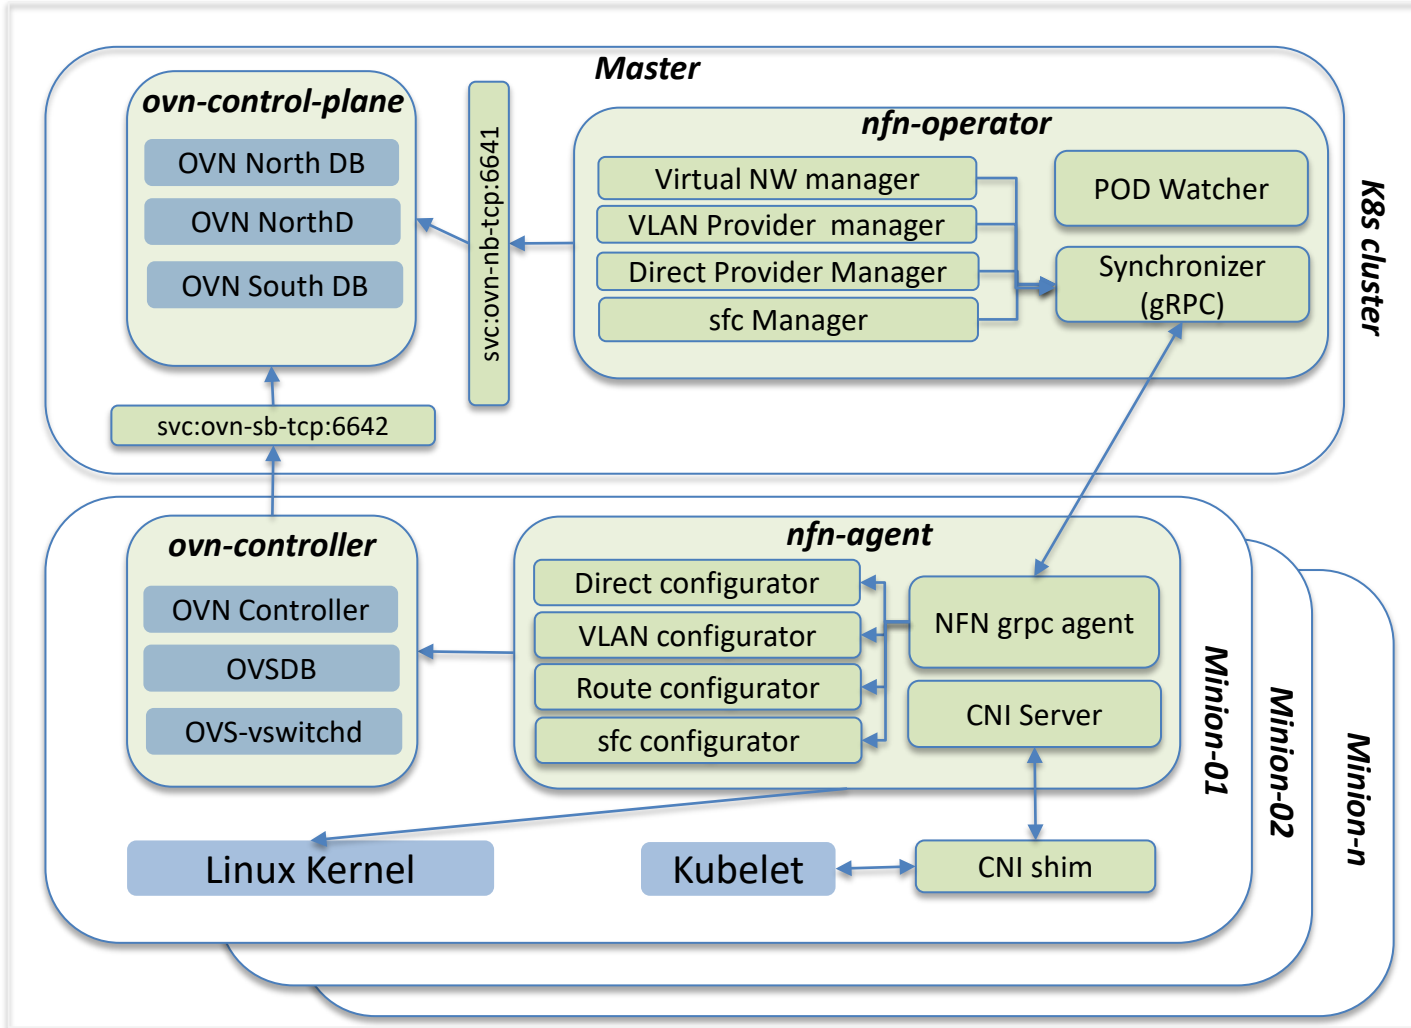 Master
ovn-control-plane
OVN North DB
OVN NorthD
OVN South DB
svc:ovn-nb-tcp:6641
nfn-operator
Virtual NW manager
VLAN Provider  manager
Direct Provider Manager
sfc Manager
POD Watcher
Synchronizer
(gRPC)
K8s cluster
svc:ovn-sb-tcp:6642
ovn-controller
OVN Controller
OVSDB
OVS-vswitchd
nfn-agent
Direct configurator
VLAN configurator
Route configurator
sfc configurator
NFN grpc agent
CNI Server
Minion-01
Minion-02
Minion-n
Linux Kernel
Kubelet
CNI shim